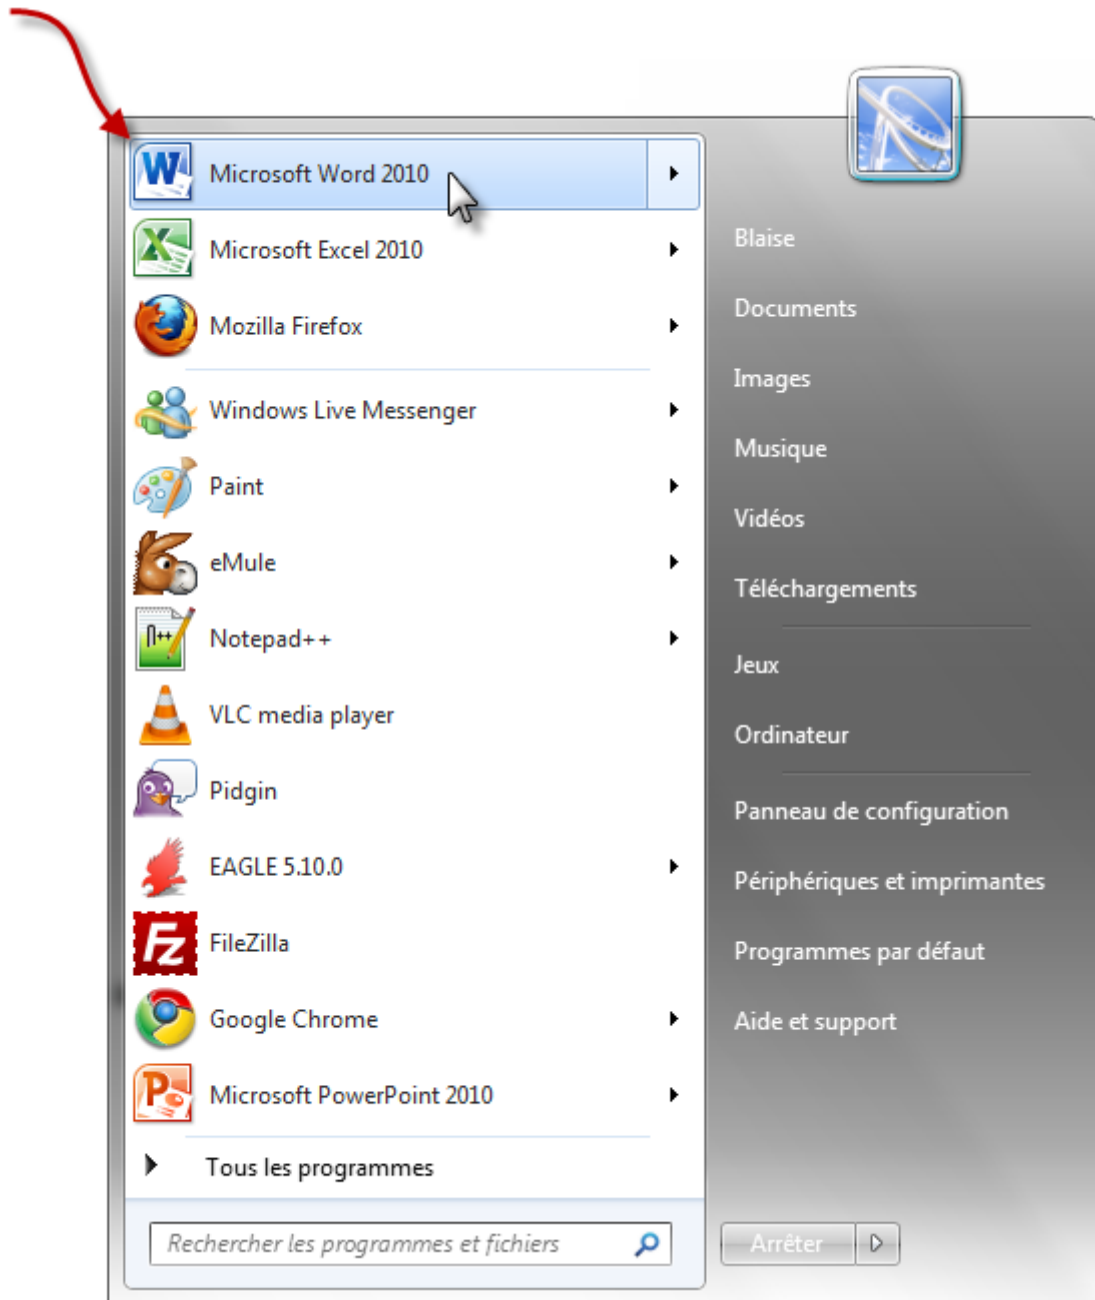 Microsoft Word 2010
Microsoft Excel 2010
Mozilla Firefox
Windows Live Messenger
Paint
eMule
Notepad++
VLC media player
Pidgin
EAGLE 5.10.0
FileZilla
Google Chrome
Microsoft PowerPoint 2010
Tous les programmes
Rechercher les programmes et fichiers
Blaise
Documents
Images
Musique
Vidéos
Téléchargements
Jeux
Ordinateur
Panneau de configuration
Périphériques et imprimantes
Programmes par défaut
Aide et support
Arrêter